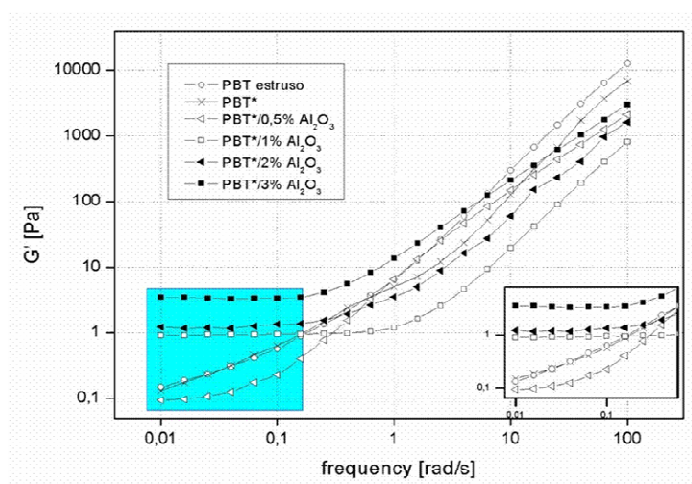 PBT estruso
PBT*
PBT*/0,5% Al2O3
PBT*/1% Al2O3
PBT*/2% Al2O3
PBT*/3% Al2O3
G' [Pa]
10000
1000
100
10
1
0,1
1
0,1
0,01
0,1
0,01
0,1
1
10
100
frequency [rad/s]